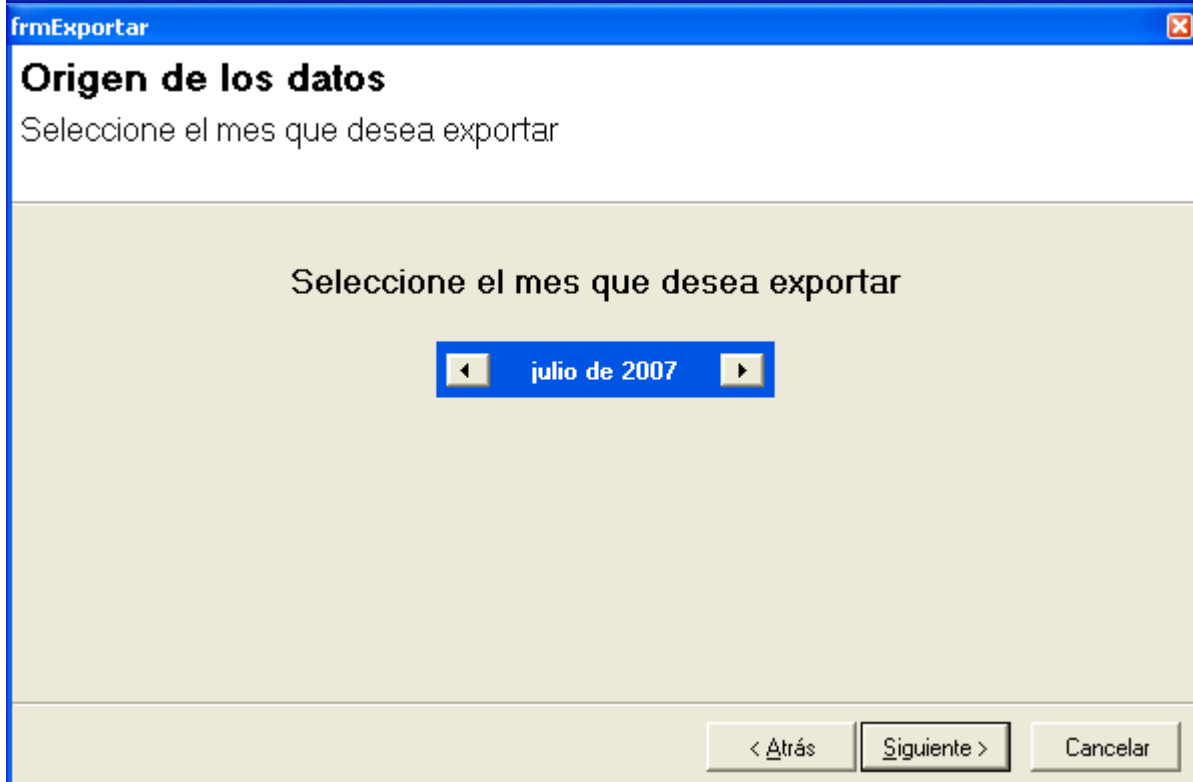 frmExportar
Origen de los datos
Seleccione el mes que desea exportar
Seleccione el mes que desea exportar
julio de 2007
< Atrás
Siguiente >
Cancelar